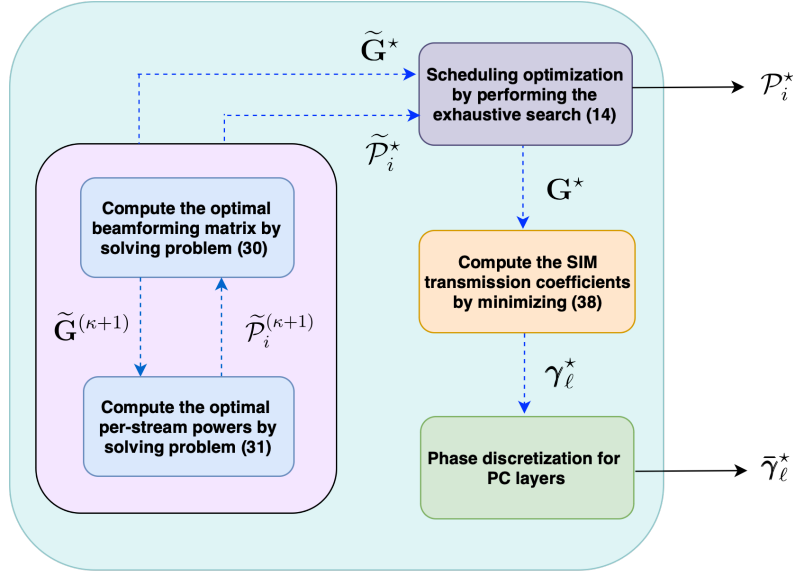 G̃⋆
Scheduling optimization
by performing the
exhaustive search (14)
𝒫ᵢ⋆
𝒫̃ᵢ⋆
Compute the optimal
beamforming matrix by
solving problem (30)
G⋆
Compute the SIM
transmission coefficients
by minimizing (38)
G̃⁽κ⁺¹⁾
𝒫̃ᵢ⁽κ⁺¹⁾
γ_ℓ⋆
Compute the optimal
per-stream powers by
solving problem (31)
Phase discretization for
PC layers
γ̄_ℓ⋆